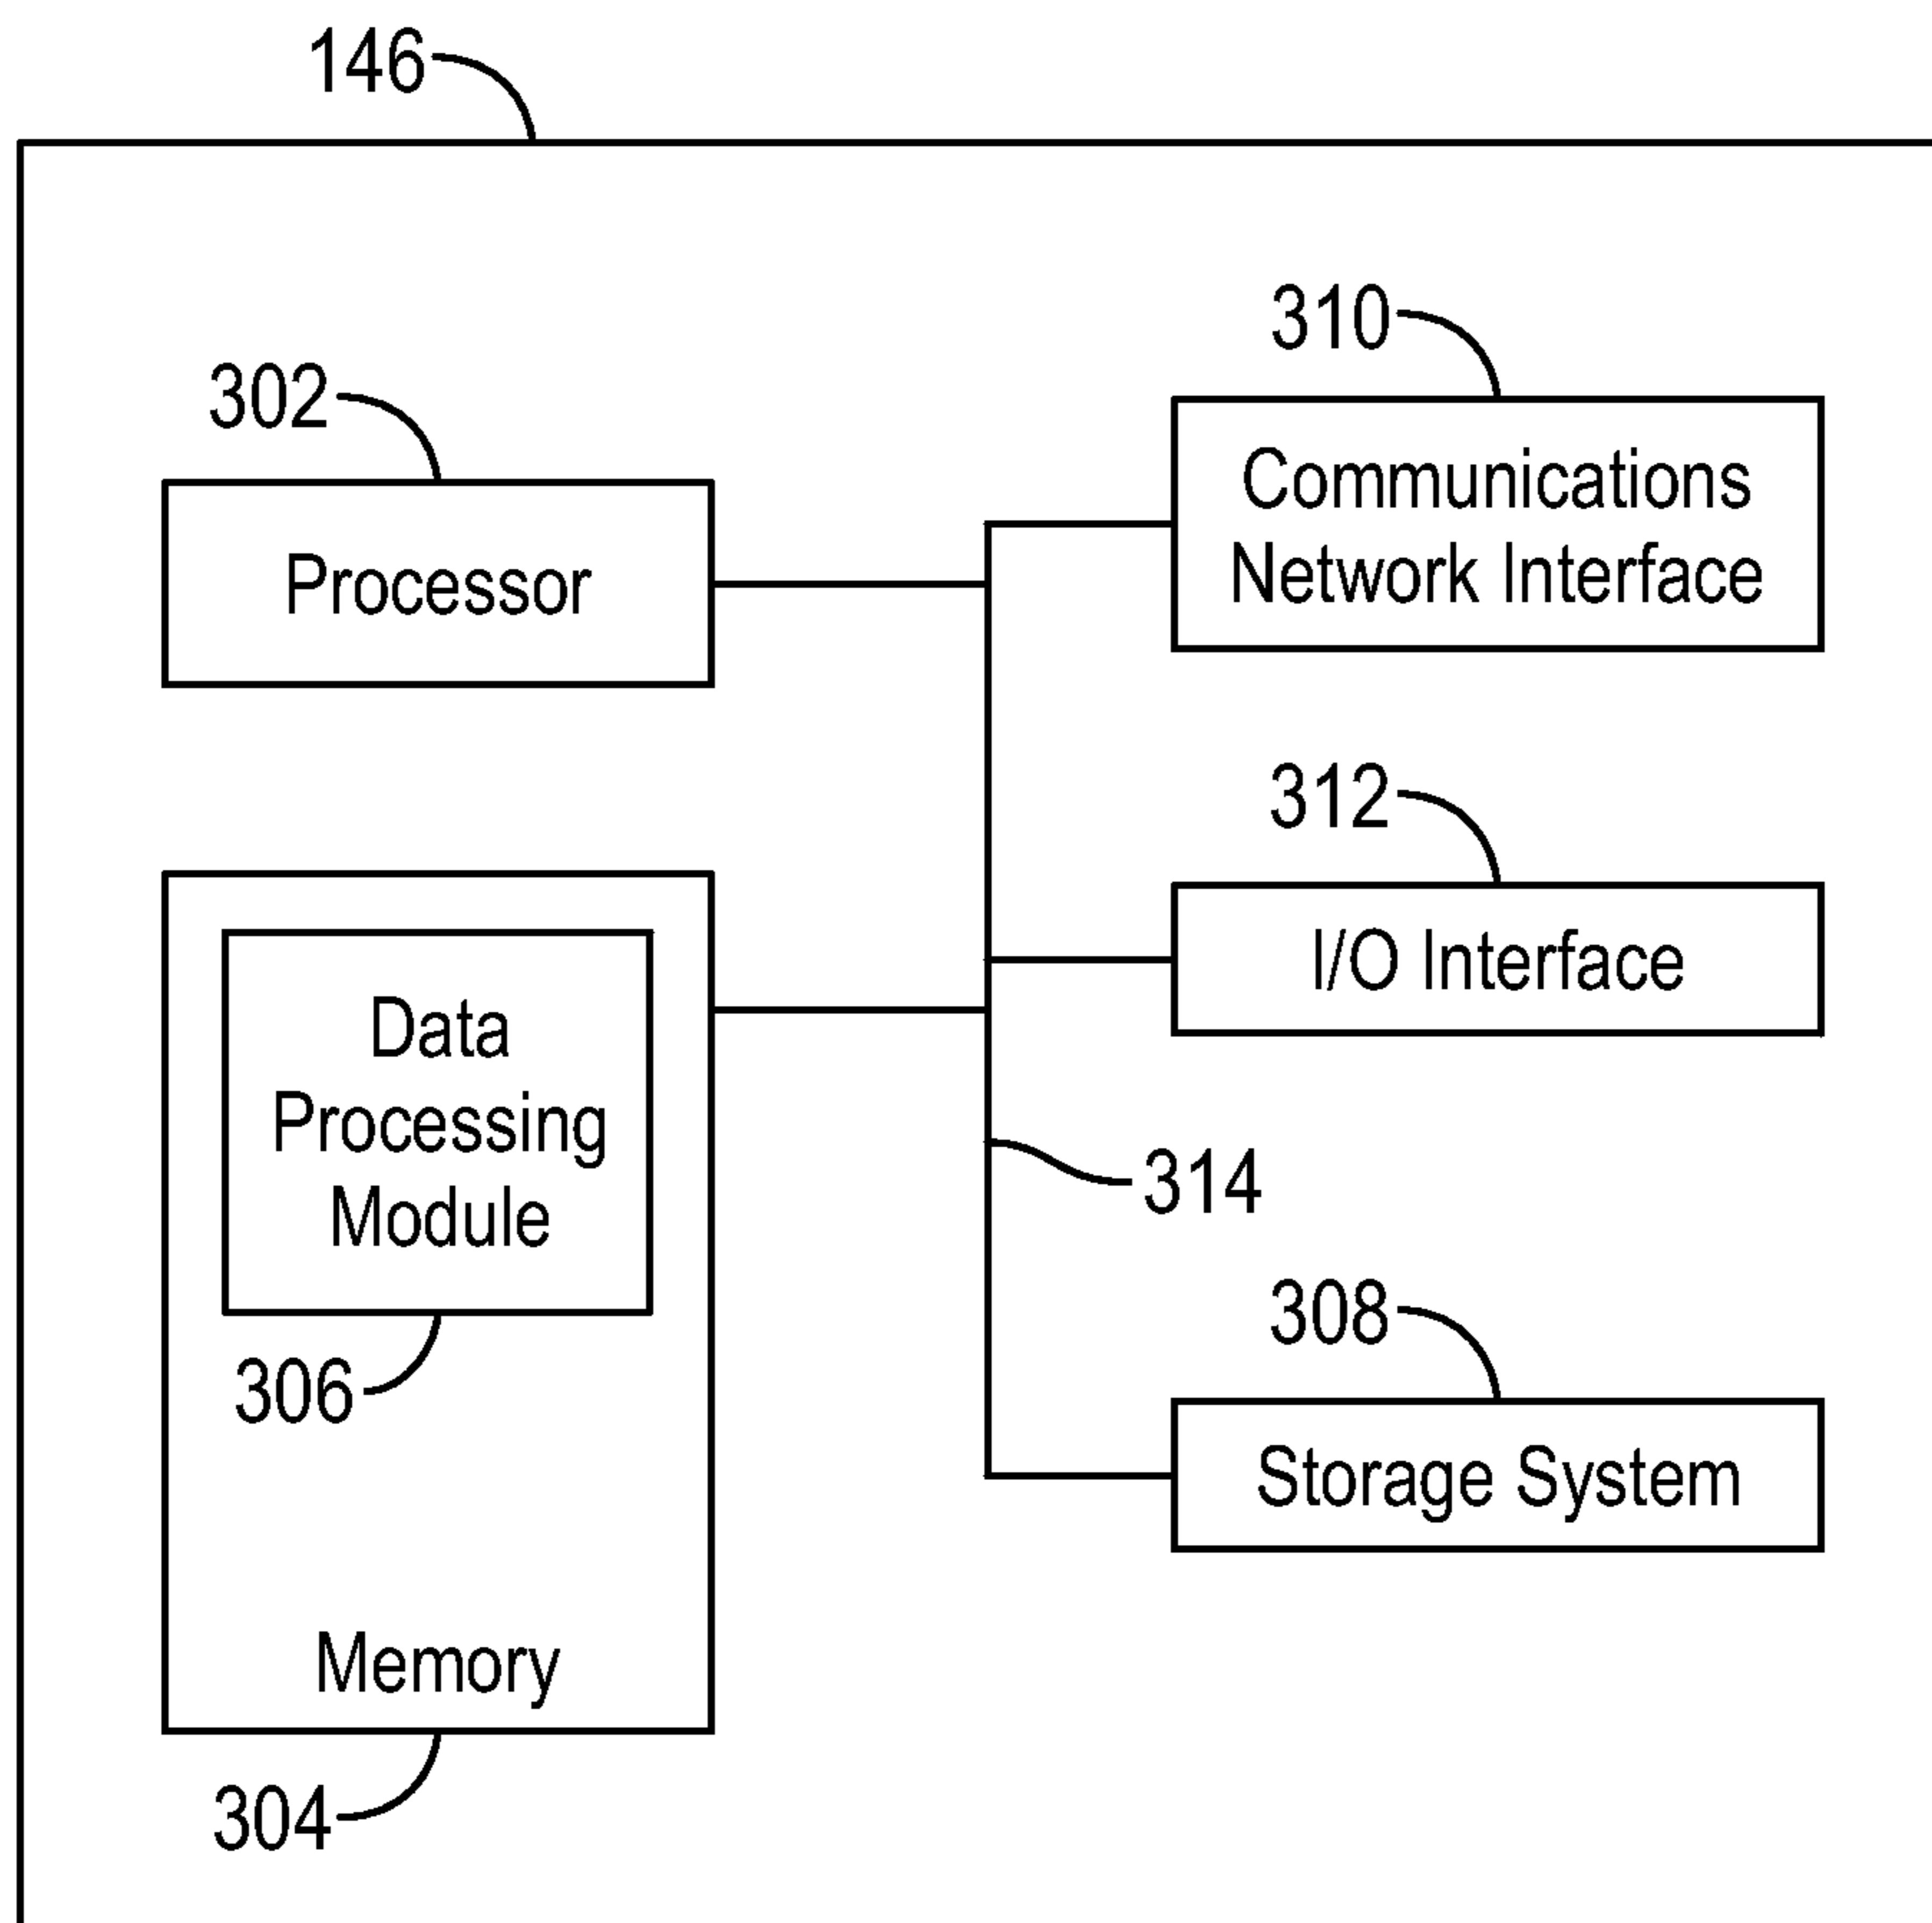 146
310
302
Communications
Network Interface
Processor
312
I/O Interface
Data
Processing
Module
314
308
306
Storage System
Memory
304